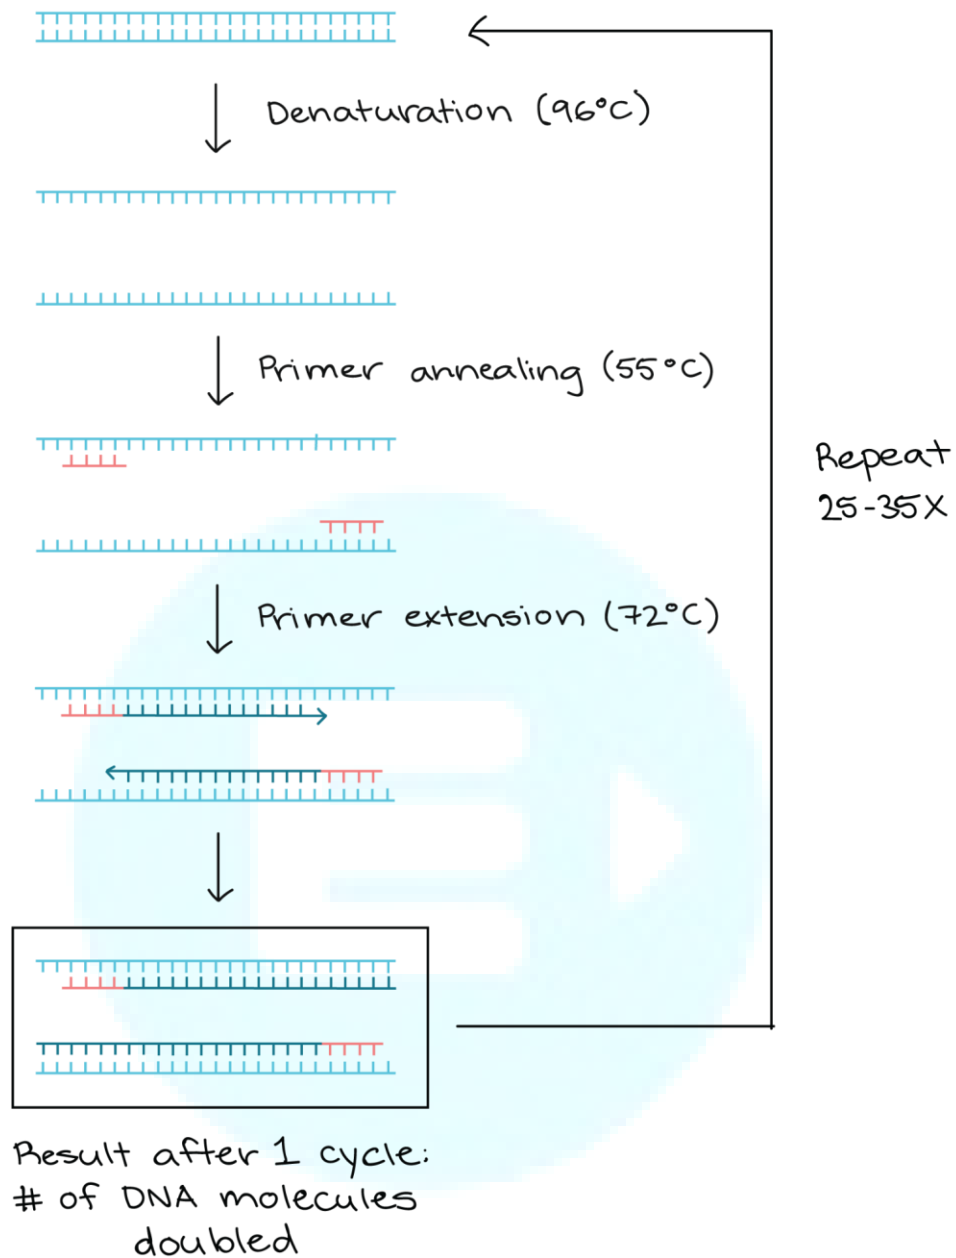 Denaturation (96°C)
Primer annealing (55°C)
Repeat
25-35X
Primer extension (72°C)
Result after 1 cycle:
# of DNA molecules
doubled